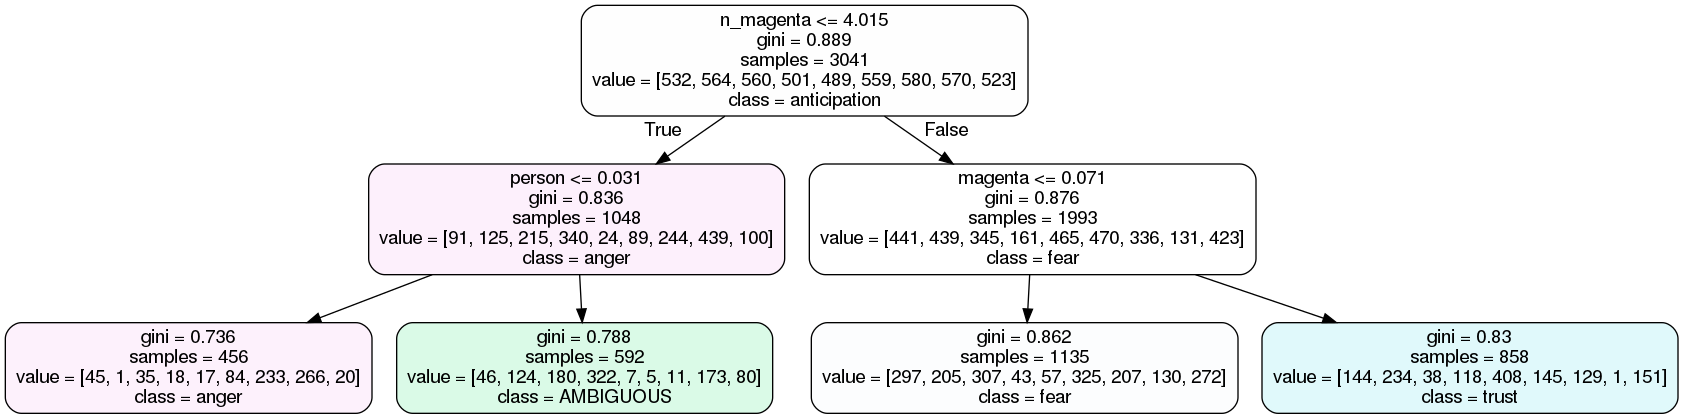 n_magenta <= 4.015
gini = 0.889
samples = 3041
value = [532, 564, 560, 501, 489, 559, 580, 570, 523]
class = anticipation
True
False
person <= 0.031
gini = 0.836
samples = 1048
value = [91, 125, 215, 340, 24, 89, 244, 439, 100]
class = anger
magenta <= 0.071
gini = 0.876
samples = 1993
value = [441, 439, 345, 161, 465, 470, 336, 131, 423]
class = fear
gini = 0.736
samples = 456
value = [45, 1, 35, 18, 17, 84, 233, 266, 20]
class = anger
gini = 0.788
samples = 592
value = [46, 124, 180, 322, 7, 5, 11, 173, 80]
class = AMBIGUOUS
gini = 0.862
samples = 1135
value = [297, 205, 307, 43, 57, 325, 207, 130, 272]
class = fear
gini = 0.83
samples = 858
value = [144, 234, 38, 118, 408, 145, 129, 1, 151]
class = trust